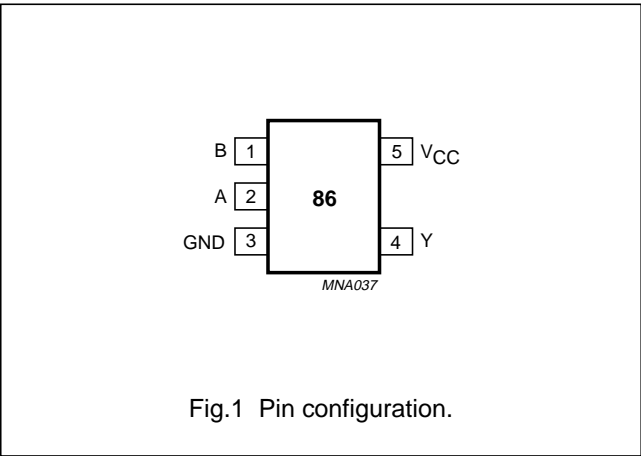 B 1 5 VCC
A 2 86
GND 3 4 Y
MNA037
Fig.1 Pin configuration.